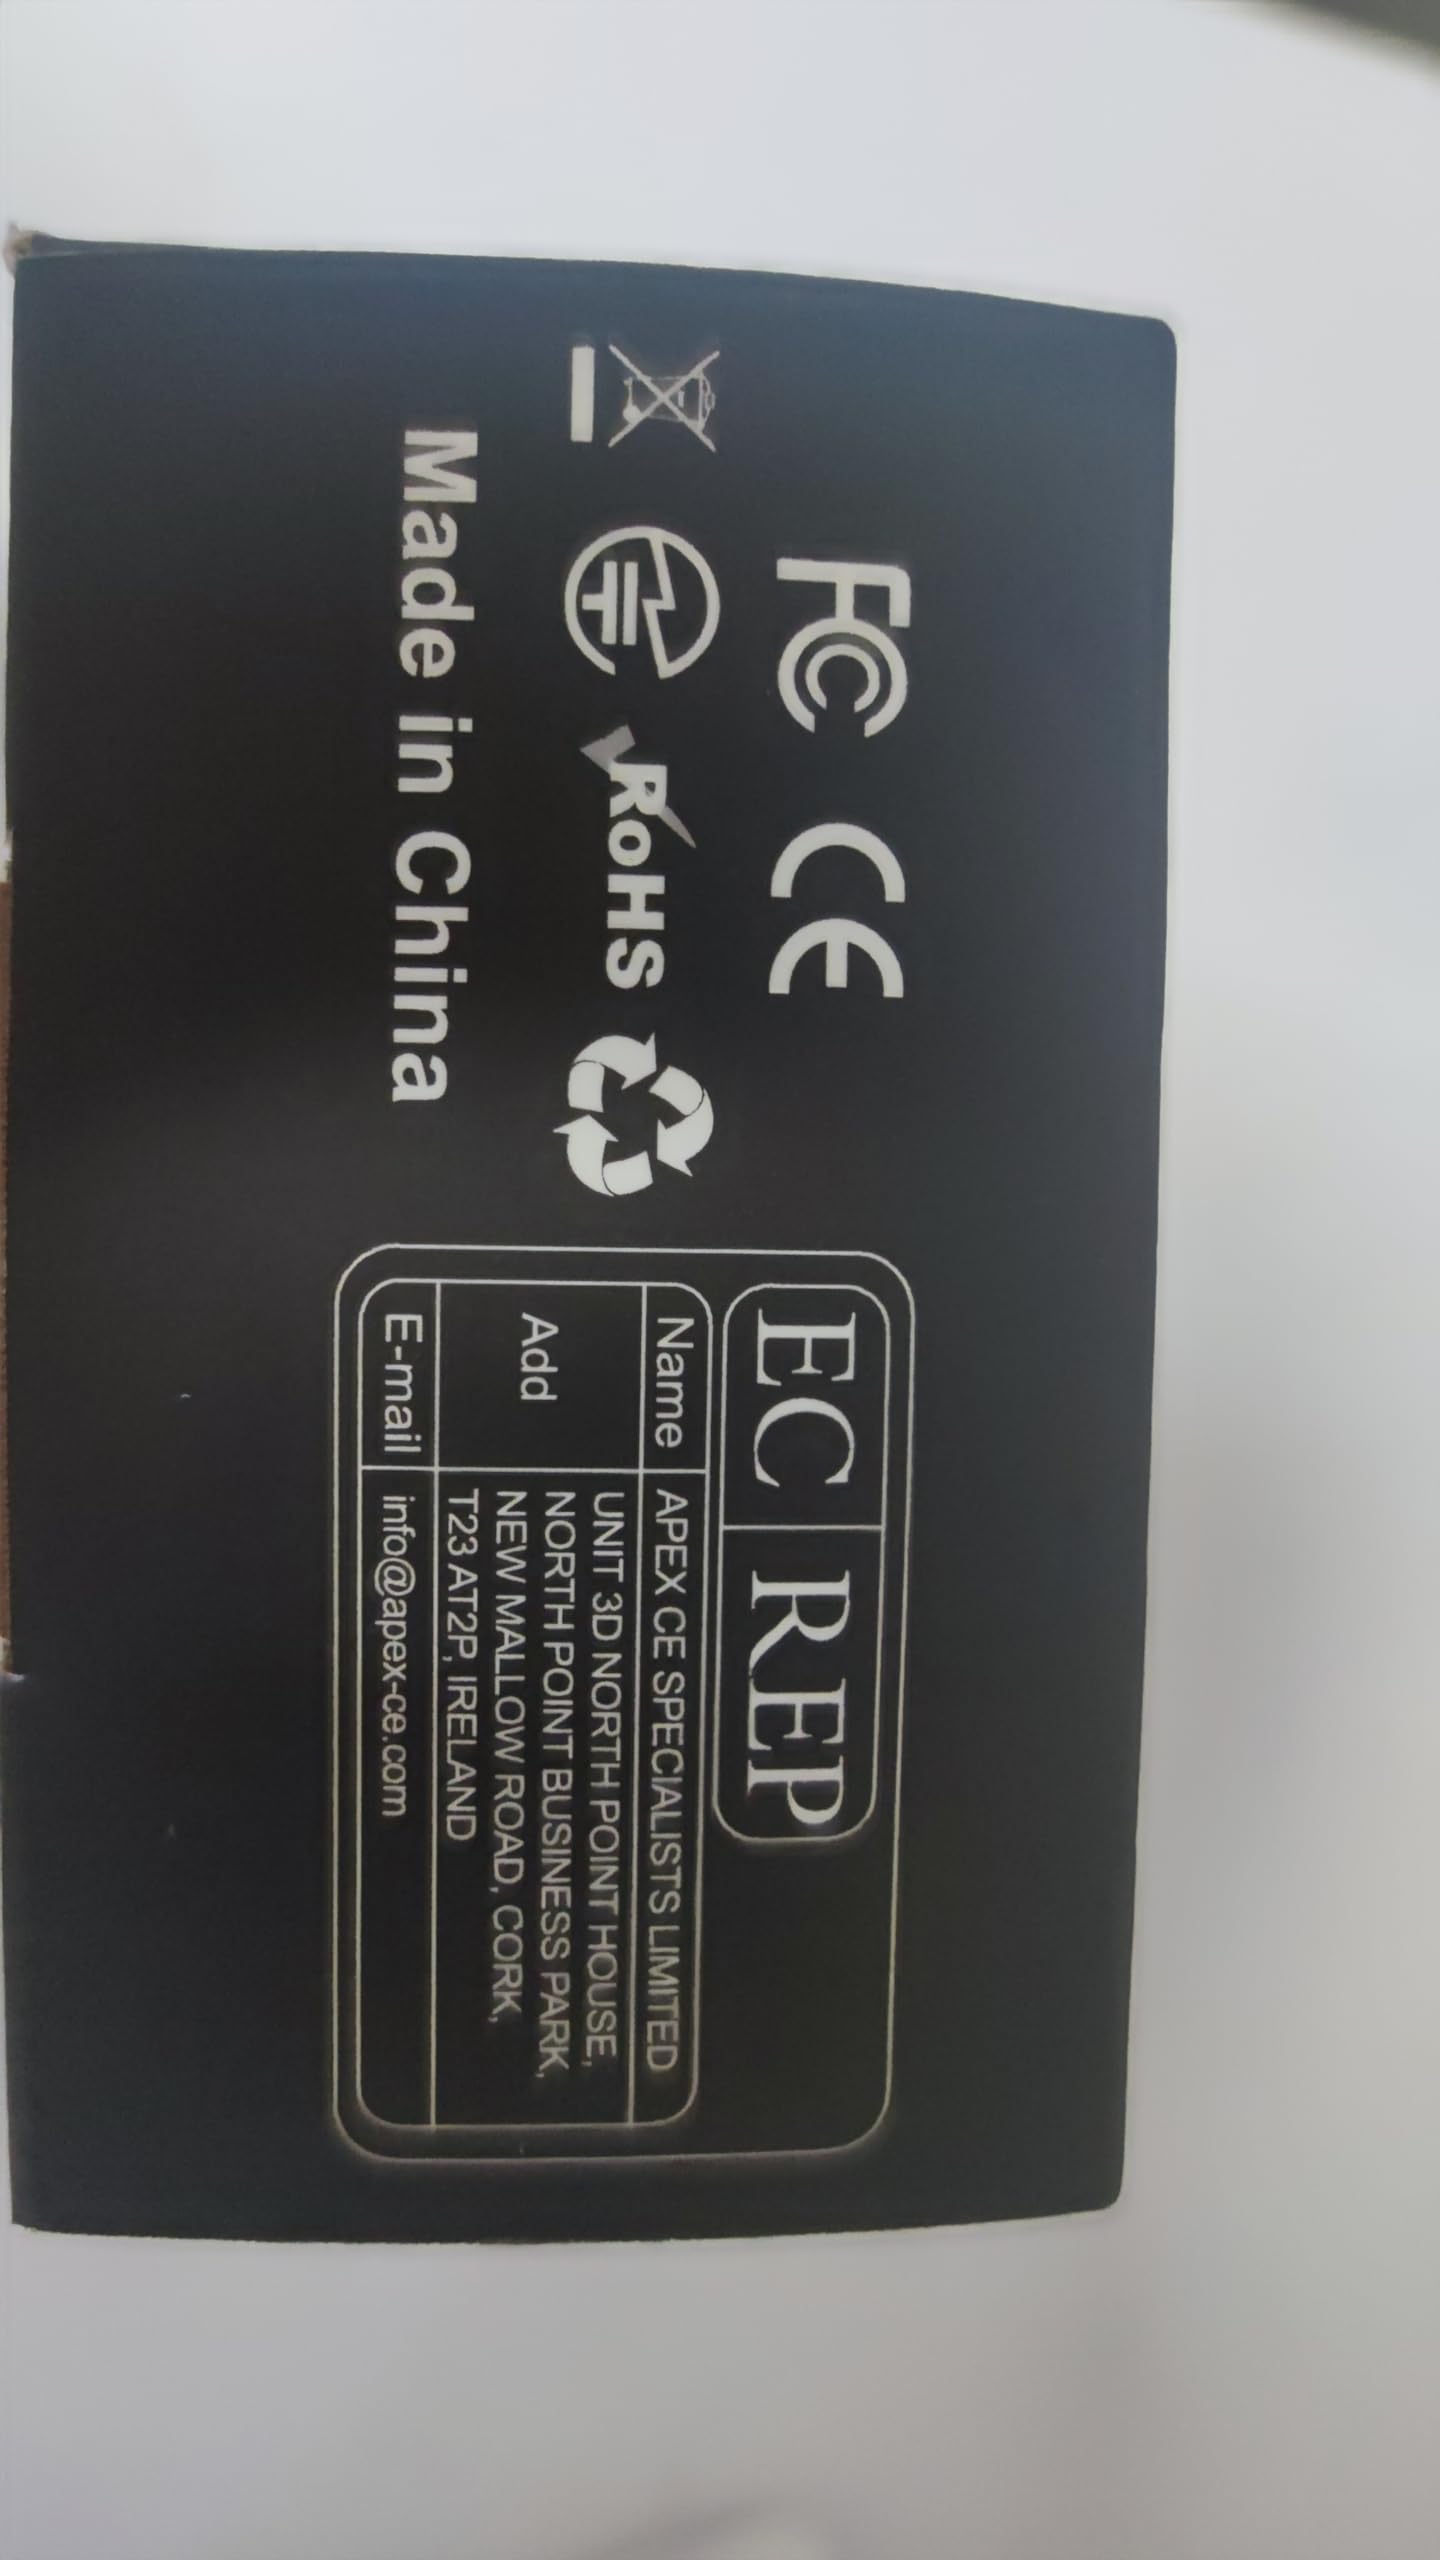 FC CE
RoHS
Made in China
EC REP
Name APEX CE SPECIALISTS LIMITED
Add UNIT 3D NORTH POINT HOUSE,
NORTH POINT BUSINESS PARK,
NEW MALLOW ROAD, CORK,
T23 AT2P, IRELAND
E-mail info@apex-ce.com